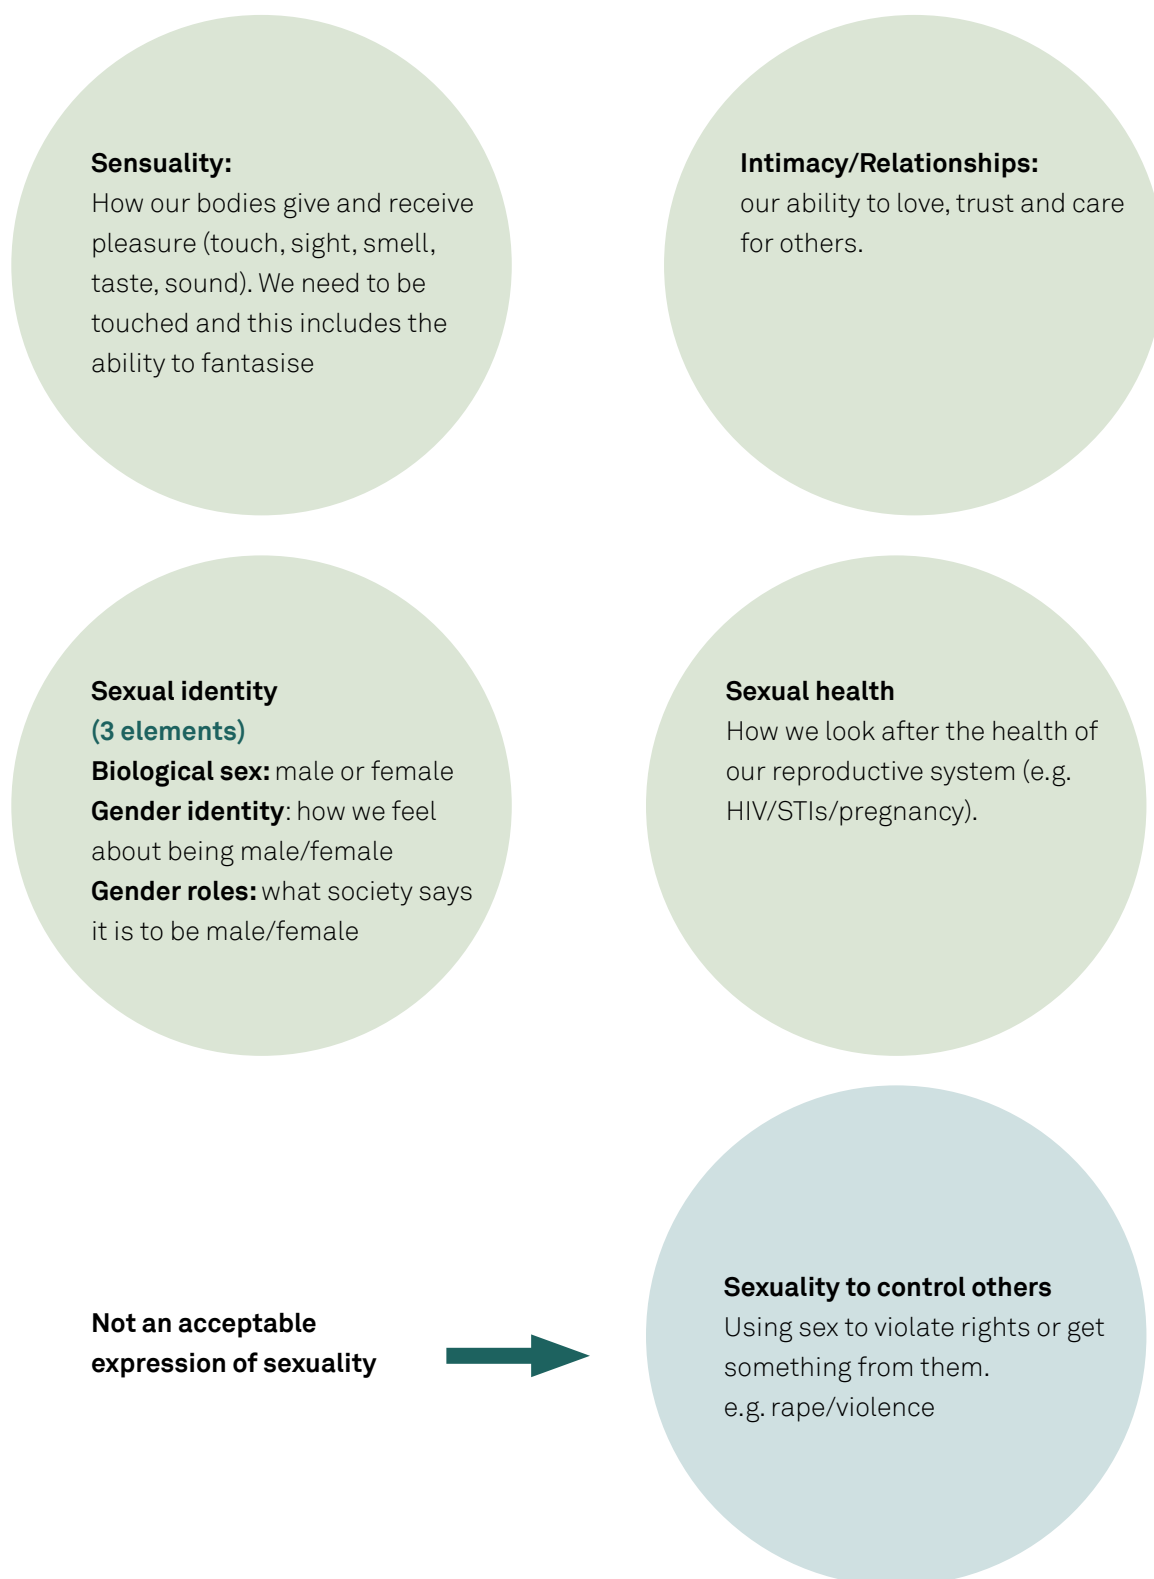 Sensuality:
How our bodies give and receive
pleasure (touch, sight, smell,
taste, sound). We need to be
touched and this includes the
ability to fantasise
Intimacy/Relationships:
our ability to love, trust and care
for others.
Sexual identity
(3 elements)
Biological sex: male or female
Gender identity: how we feel
about being male/female
Gender roles: what society says
it is to be male/female
Sexual health
How we look after the health of
our reproductive system (e.g.
HIV/STIs/pregnancy).
Not an acceptable
expression of sexuality
Sexuality to control others
Using sex to violate rights or get
something from them.
e.g. rape/violence